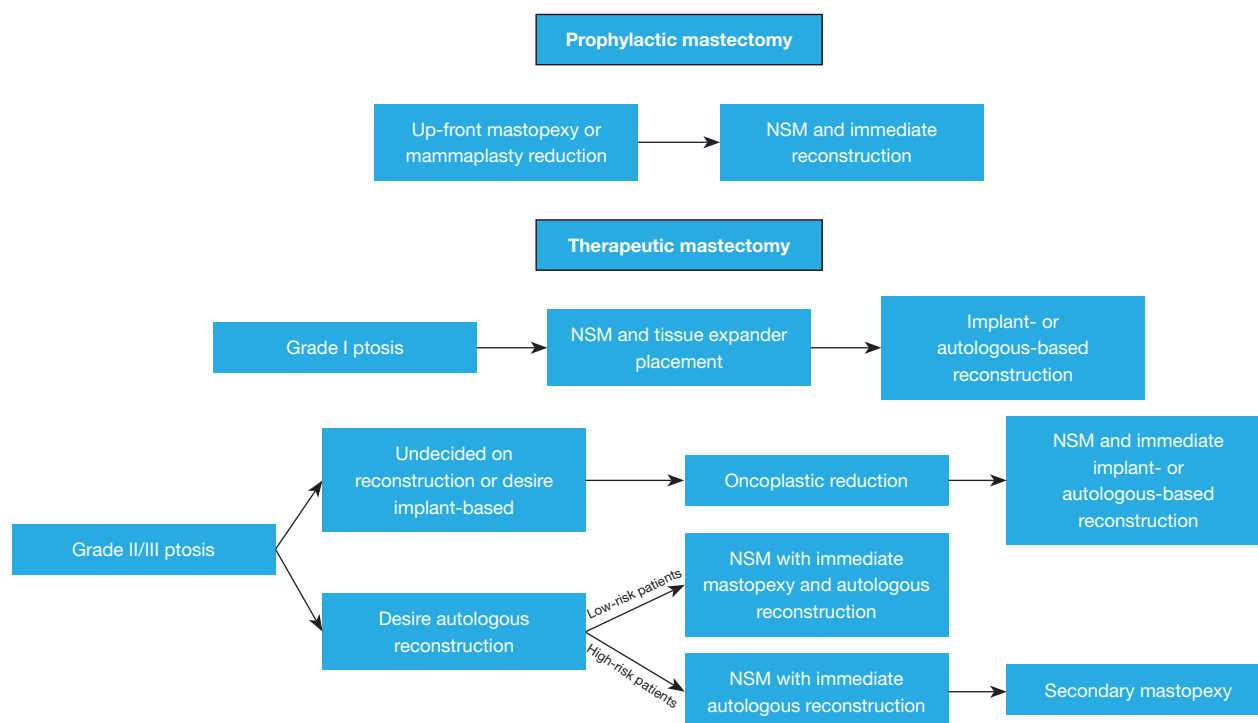 Prophylactic mastectomy
Up-front mastopexy or
mammaplasty reduction
NSM and immediate
reconstruction
Therapeutic mastectomy
Grade I ptosis
NSM and tissue expander
placement
Implant- or
autologous-based
reconstruction
Grade II/III ptosis
Undecided on
reconstruction or desire
implant-based
Oncoplastic reduction
NSM and immediate
implant- or
autologous-based
reconstruction
Desire autologous
reconstruction
Low-risk patients
NSM with immediate
mastopexy and autologous
reconstruction
High-risk patients
NSM with immediate
autologous reconstruction
Secondary mastopexy